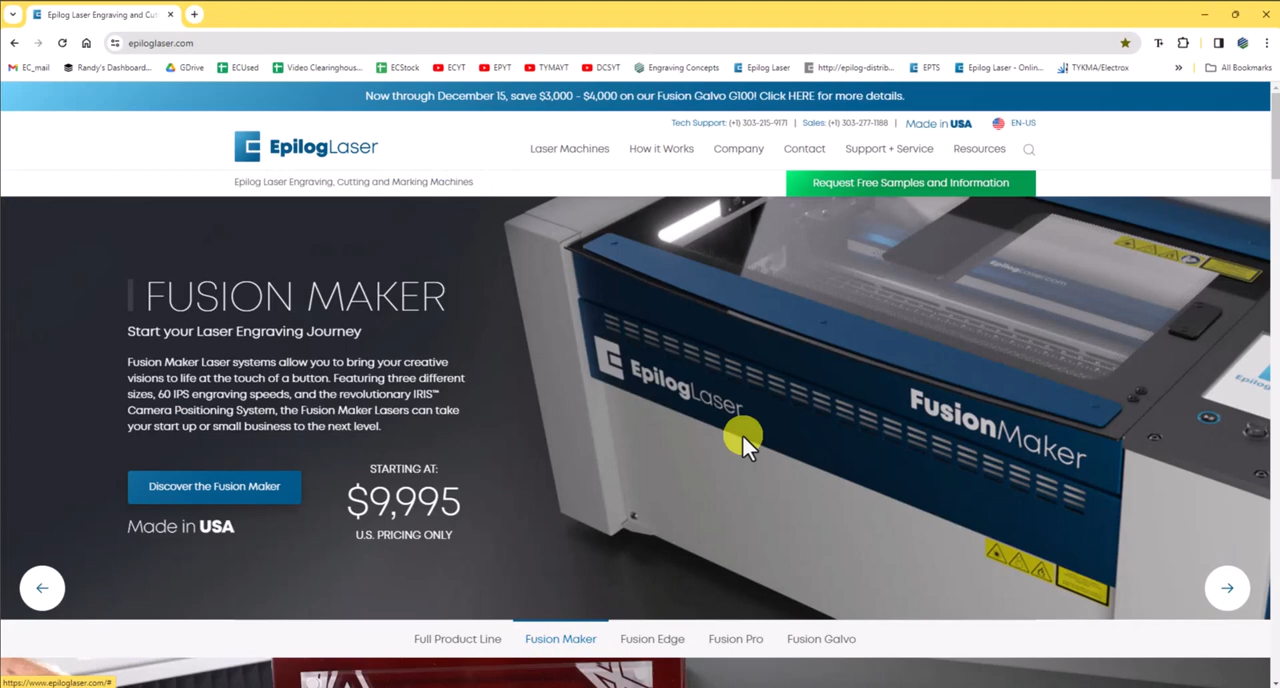 Epilog Laser Engraving and Cut
epiloglaser.com
EC_mail
Randy's Dashboard...
GDrive
ECUsed
Video Clearinghous...
ECStock
ECYT
EPYT
TYMAYT
DCSYT
Engraving Concepts
Epilog Laser
http://epilog-distrib...
EPTS
Epilog Laser - Onlin...
TYKMA/Electrox
»
All Bookmarks
Now through December 15, save $3,000 - $4,000 on our Fusion Galvo G100! Click HERE for more details.
Tech Support: (+1) 303-215-9171 | Sales: (+1) 303-277-1188 | Made in USA EN-US
EpilogLaser
Laser Machines
How it Works
Company
Contact
Support + Service
Resources
Epilog Laser Engraving, Cutting and Marking Machines
Request Free Samples and Information
FUSION MAKER
Start your Laser Engraving Journey
Fusion Maker Laser systems allow you to bring your creative
visions to life at the touch of a button. Featuring three different
sizes, 60 IPS engraving speeds, and the revolutionary IRIS™
Camera Positioning System, the Fusion Maker Lasers can take
your start up or small business to the next level.
Discover the Fusion Maker
Made in USA
STARTING AT:
$9,995
U.S. PRICING ONLY
EpilogLaser
FusionMaker
Full Product Line
Fusion Maker
Fusion Edge
Fusion Pro
Fusion Galvo
https://www.epiloglaser.com/#